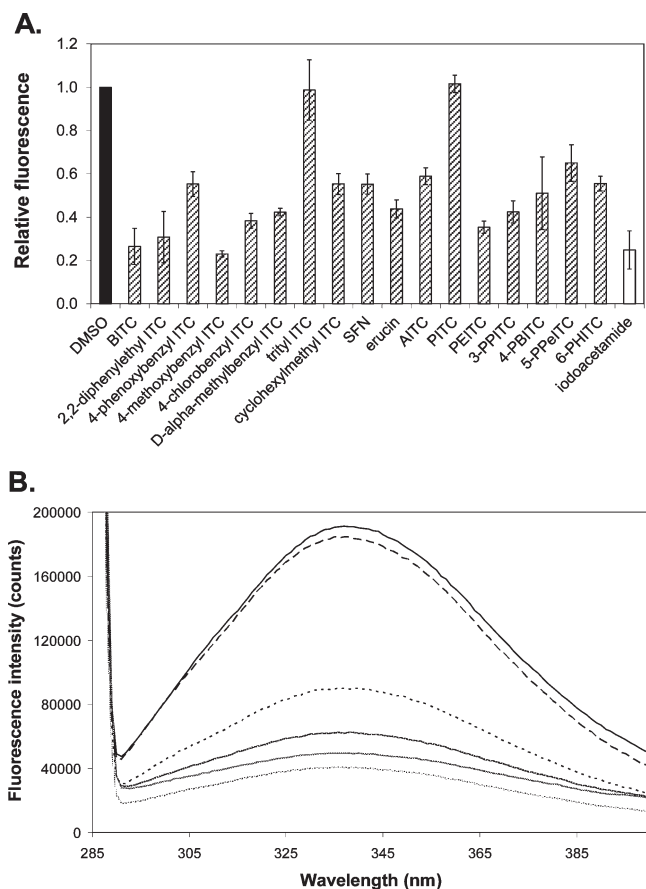 A.
Relative fluorescence
1.2
1.0
0.8
0.6
0.4
0.2
0.0
DMSO
BITC
2,2-diphenylethyl ITC
4-phenoxybenzyl ITC
4-methoxybenzyl ITC
4-chlorobenzyl ITC
D-alpha-methylbenzyl ITC
trityl ITC
cyclohexylmethyl ITC
SFN
erucin
AITC
PITC
PEITC
3-PPITC
4-PBITC
5-PPeITC
6-PHITC
iodoacetamide
B.
Fluorescence intensity (counts)
200000
160000
120000
80000
40000
0
285
305
325
345
365
385
Wavelength (nm)